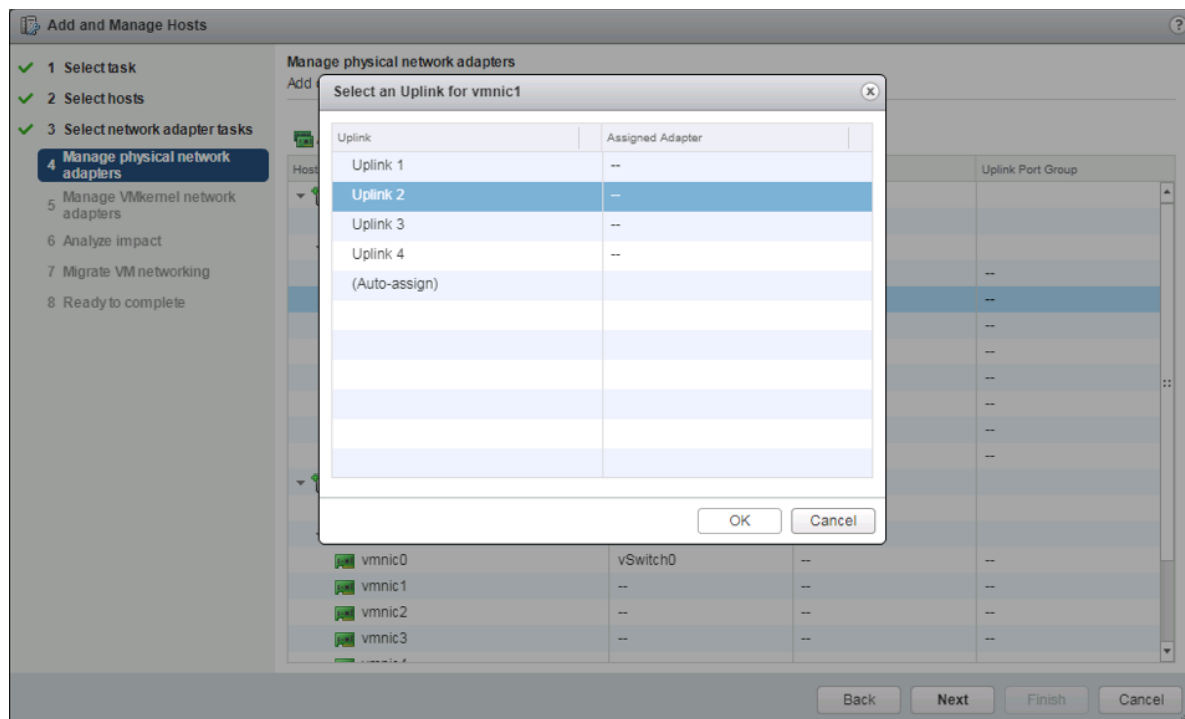 Add and Manage Hosts
?
1 Select task
2 Select hosts
3 Select network adapter tasks
4 Manage physical network
adapters
5 Manage VMkernel network
adapters
6 Analyze impact
7 Migrate VM networking
8 Ready to complete
Manage physical network adapters
Add
Select an Uplink for vmnic1
Uplink Assigned Adapter
Uplink 1 --
Uplink 2 --
Uplink 3 --
Uplink 4 --
(Auto-assign)
OK Cancel
Host
Uplink Port Group
--
--
--
--
--
--
--
--
vmnic0 vSwitch0 -- --
vmnic1 -- -- --
vmnic2 -- -- --
vmnic3 -- -- --
Back Next Finish Cancel